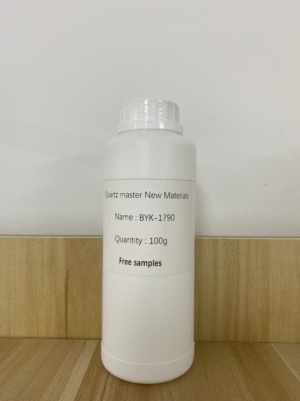 Quartz master New Materials
Name : BYK-1790
Quantity : 100g
Free samples